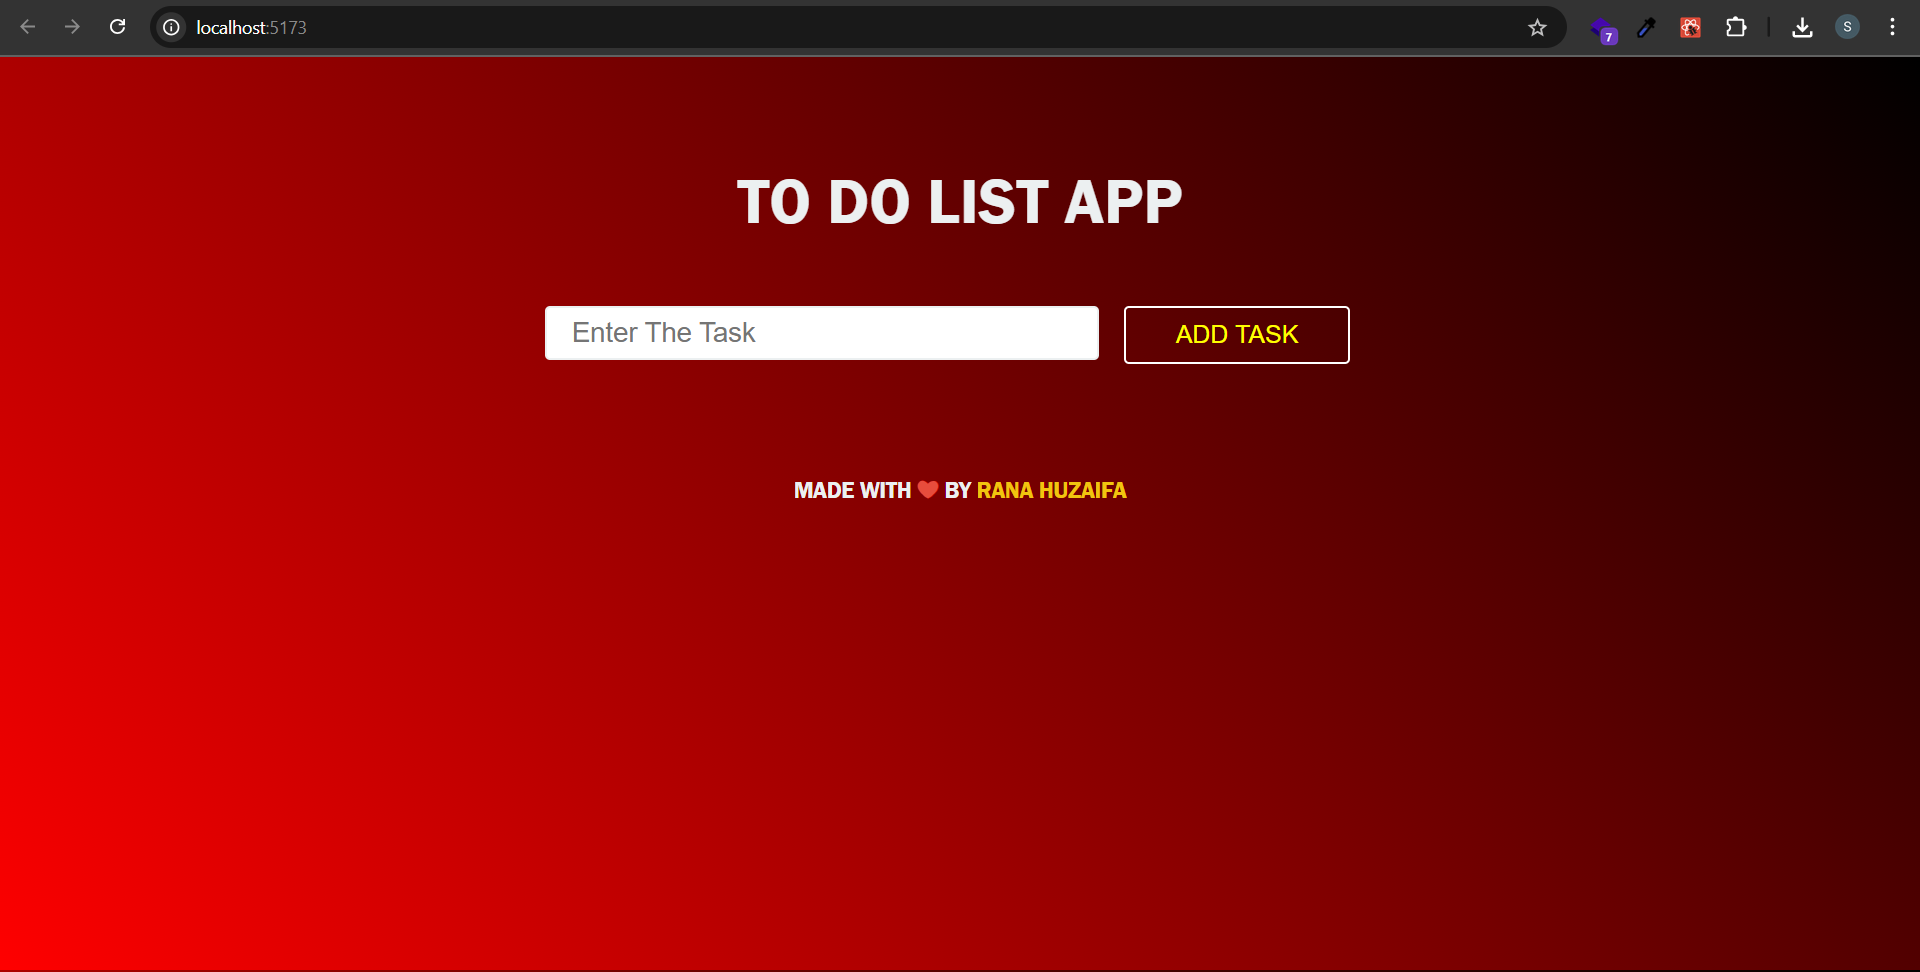 localhost:5173
7
S
TO DO LIST APP
Enter The Task
ADD TASK
MADE WITH ❤️ BY RANA HUZAIFA